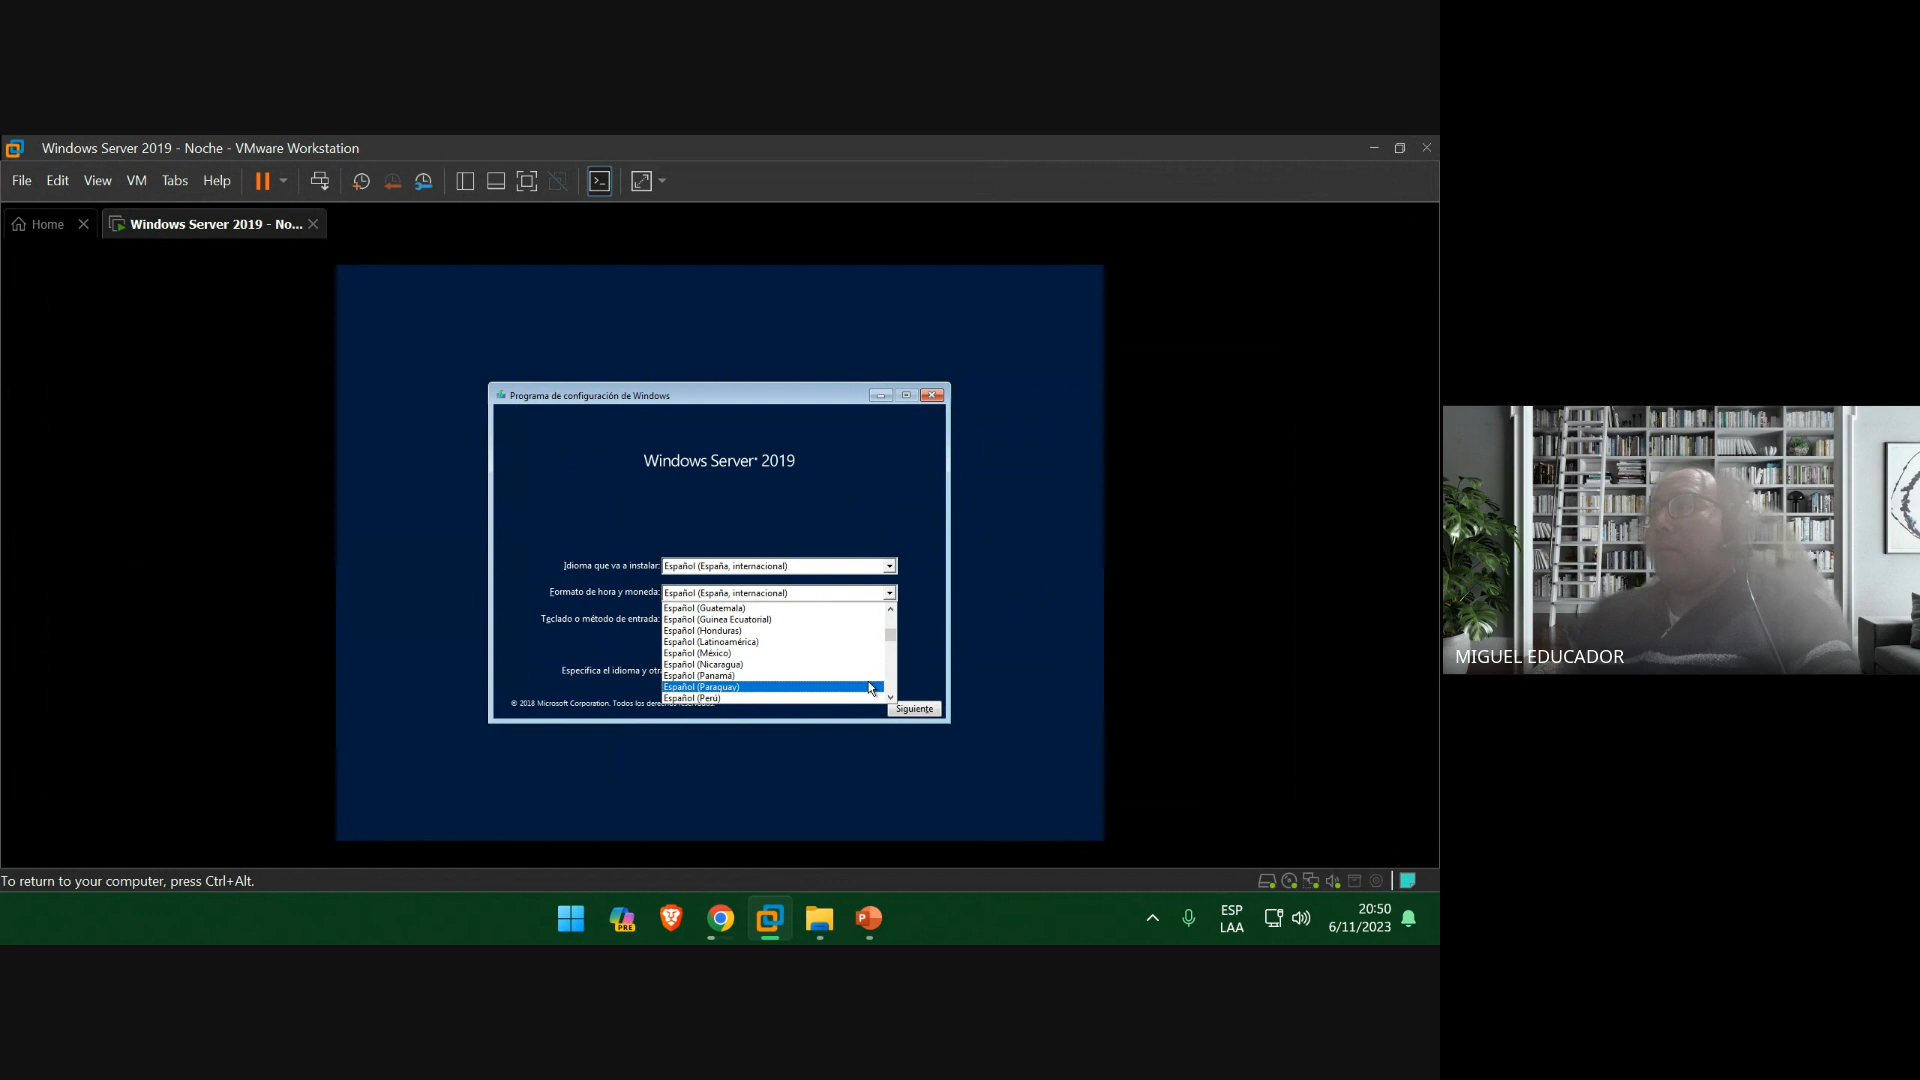 Windows Server 2019 - Noche - VMware Workstation
File Edit View VM Tabs Help
Home
Windows Server 2019 - No...
Programa de configuración de Windows
Windows Server® 2019
Idioma que va a instalar: Español (España, internacional)
Formato de hora y moneda: Español (España, internacional)
Español (Guatemala)
Teclado o método de entrada: Español (Guinea Ecuatorial)
Español (Honduras)
Español (Latinoamérica)
Español (México)
Español (Nicaragua)
Especifica el idioma y otr
Español (Panamá)
Español (Paraguay)
Español (Perú)
© 2018 Microsoft Corporation. Todos los derechos reservados.
Siguiente
MIGUEL EDUCADOR
To return to your computer, press Ctrl+Alt.
PRE
ESP
LAA
20:50
6/11/2023